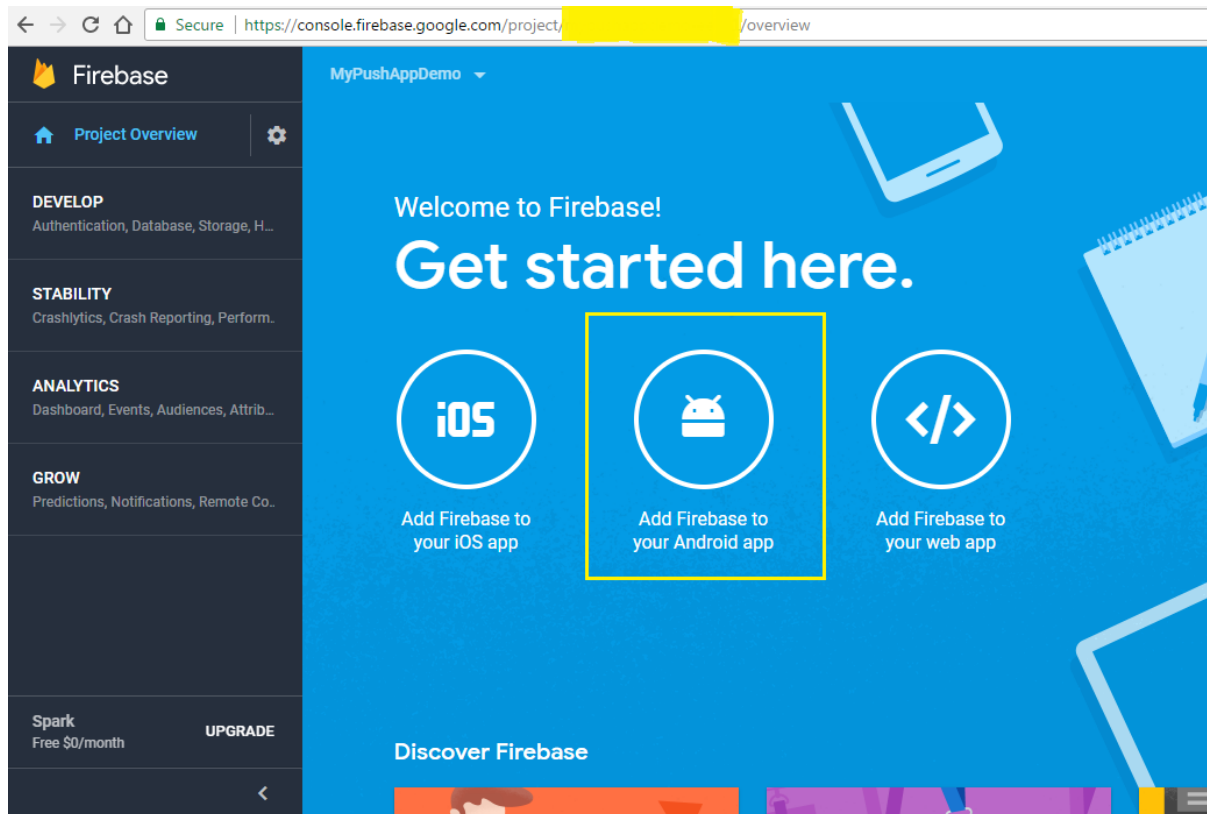 Secure | https://console.firebase.google.com/project/ /overview
Firebase
MyPushAppDemo
Project Overview
DEVELOP
Authentication, Database, Storage, H...
STABILITY
Crashlytics, Crash Reporting, Perform..
ANALYTICS
Dashboard, Events, Audiences, Attrib...
GROW
Predictions, Notifications, Remote Co..
Spark
Free $0/month
UPGRADE
Welcome to Firebase!
Get started here.
iOS
Add Firebase to
your iOS app
Add Firebase to
your Android app
</>
Add Firebase to
your web app
Discover Firebase